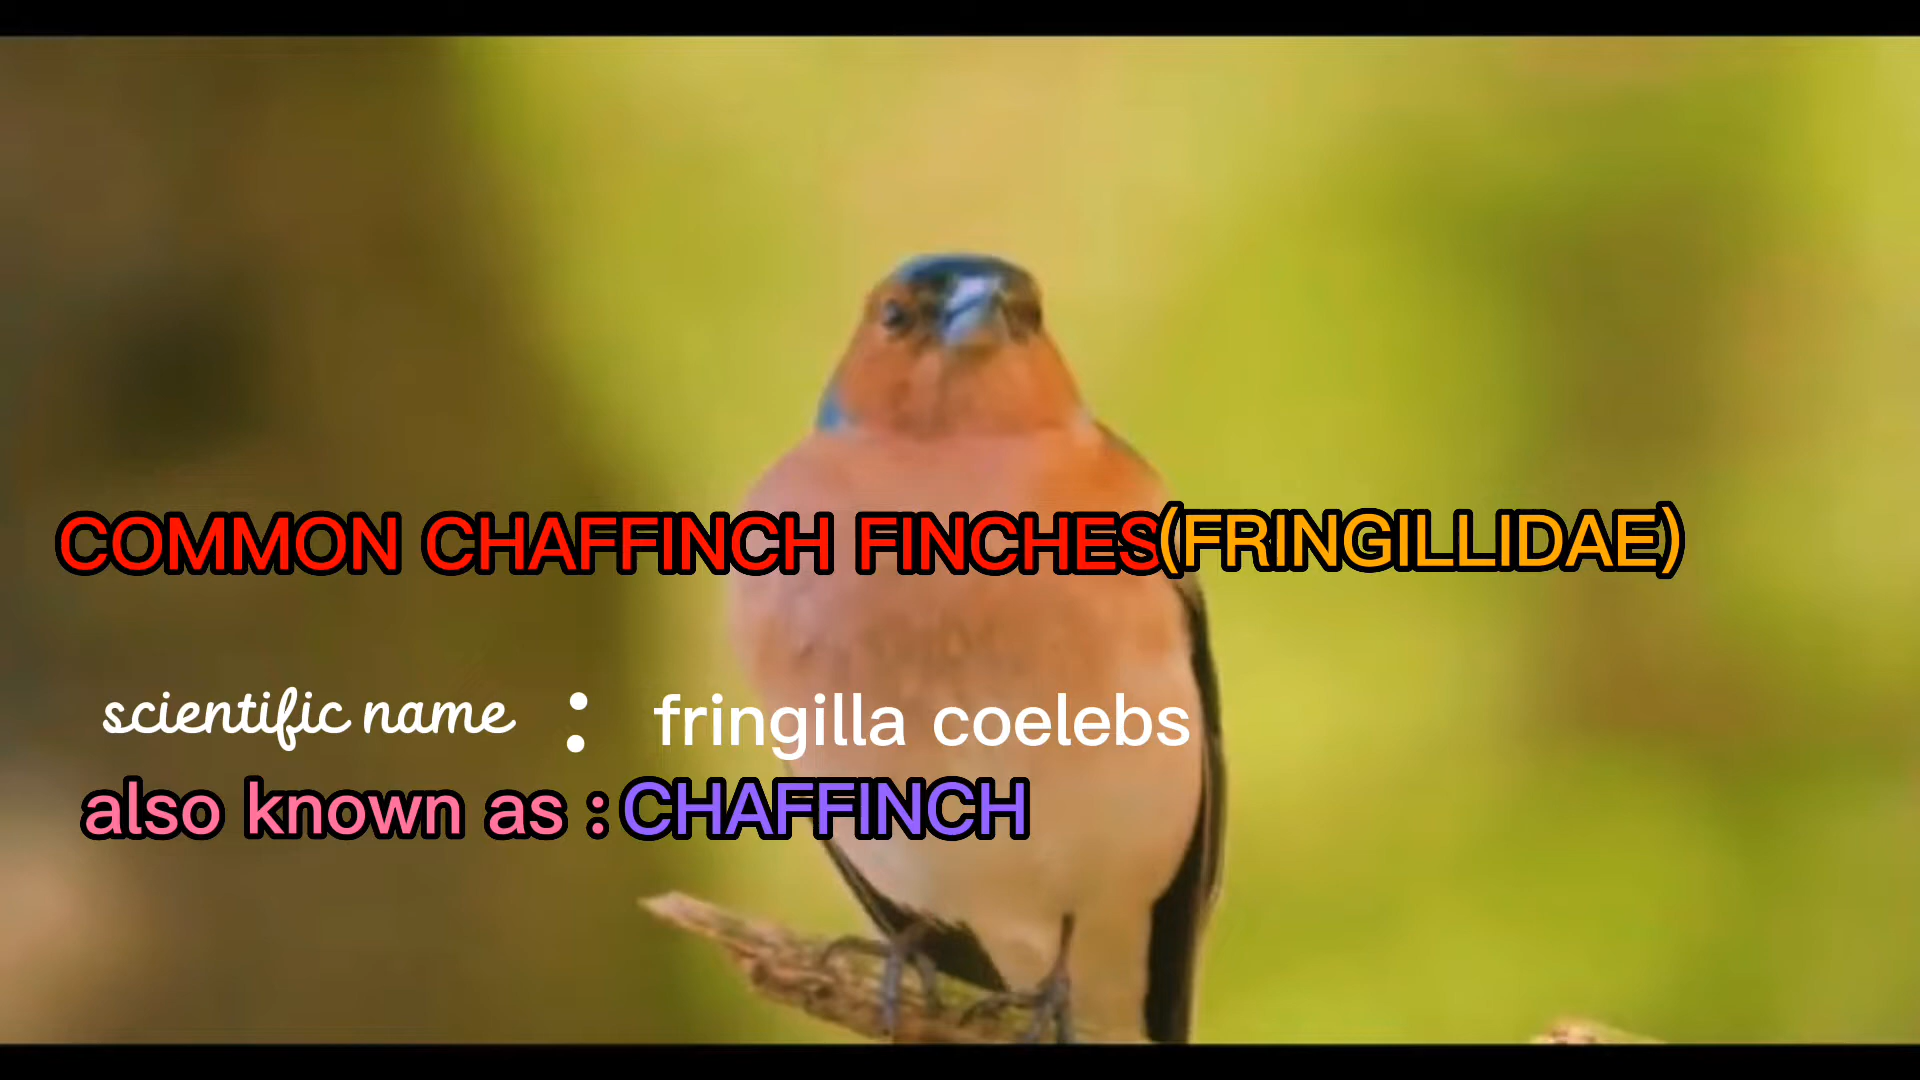 COMMON CHAFFINCH FINCHES(FRINGILLIDAE)
scientific name : fringilla coelebs
also known as : CHAFFINCH